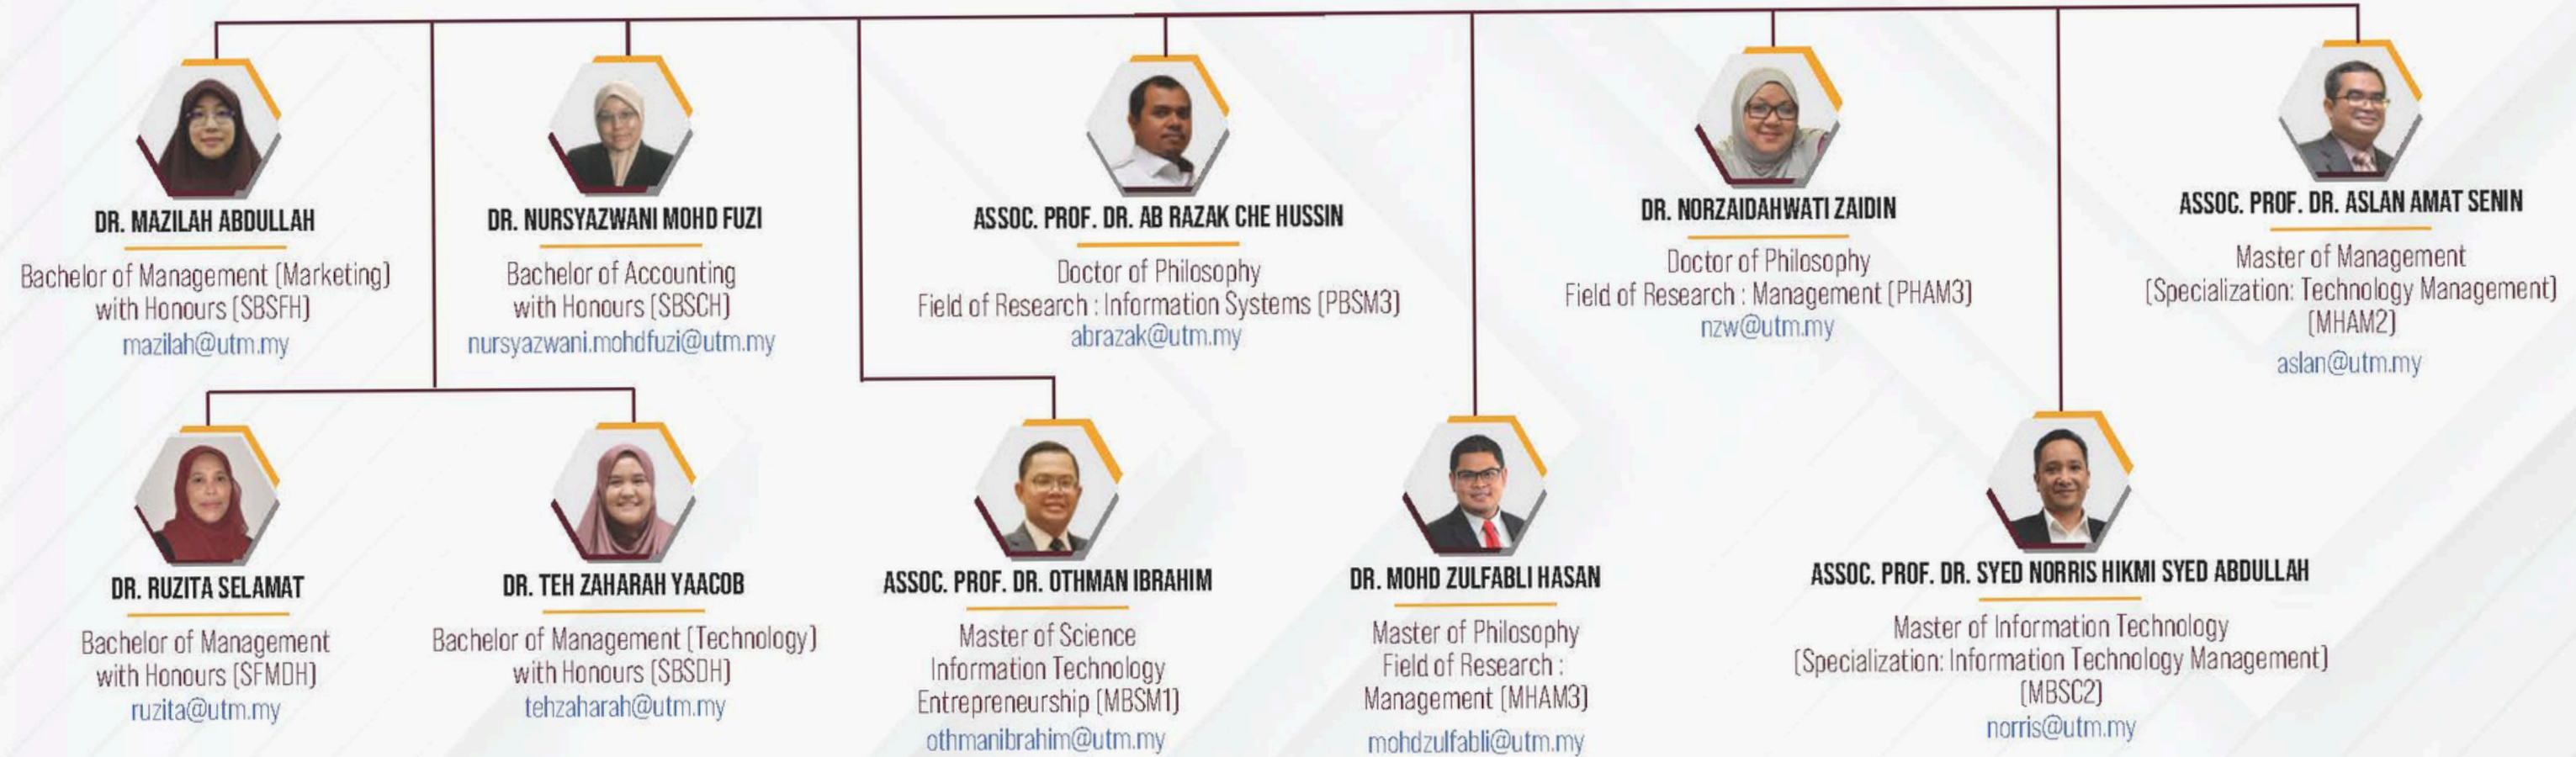 DR. MAZILAH ABDULLAH
Bachelor of Management (Marketing)
with Honours (SBSFH)
mazilah@utm.my
DR. NURSYAZWANI MOHD FUZI
Bachelor of Accounting
with Honours (SBSCH)
nursyazwani.mohdfuzi@utm.my
ASSOC. PROF. DR. AB RAZAK CHE HUSSIN
Doctor of Philosophy
Field of Research : Information Systems (PBSM3)
abrazak@utm.my
DR. NORZAIDAHWATI ZAIDIN
Doctor of Philosophy
Field of Research : Management (PHAM3)
nzw@utm.my
ASSOC. PROF. DR. ASLAN AMAT SENIN
Master of Management
(Specialization: Technology Management)
(MHAM2)
aslan@utm.my
DR. RUZITA SELAMAT
Bachelor of Management
with Honours (SFMDH)
ruzita@utm.my
DR. TEH ZAHARAH YAACOB
Bachelor of Management (Technology)
with Honours (SBSDH)
tehzaharah@utm.my
ASSOC. PROF. DR. OTHMAN IBRAHIM
Master of Science
Information Technology
Entrepreneurship (MBSM1)
othmanibrahim@utm.my
DR. MOHD ZULFABLI HASAN
Master of Philosophy
Field of Research :
Management (MHAM3)
mohdzulfabli@utm.my
ASSOC. PROF. DR. SYED NORRIS HIKMI SYED ABDULLAH
Master of Information Technology
(Specialization: Information Technology Management)
(MBSC2)
norris@utm.my